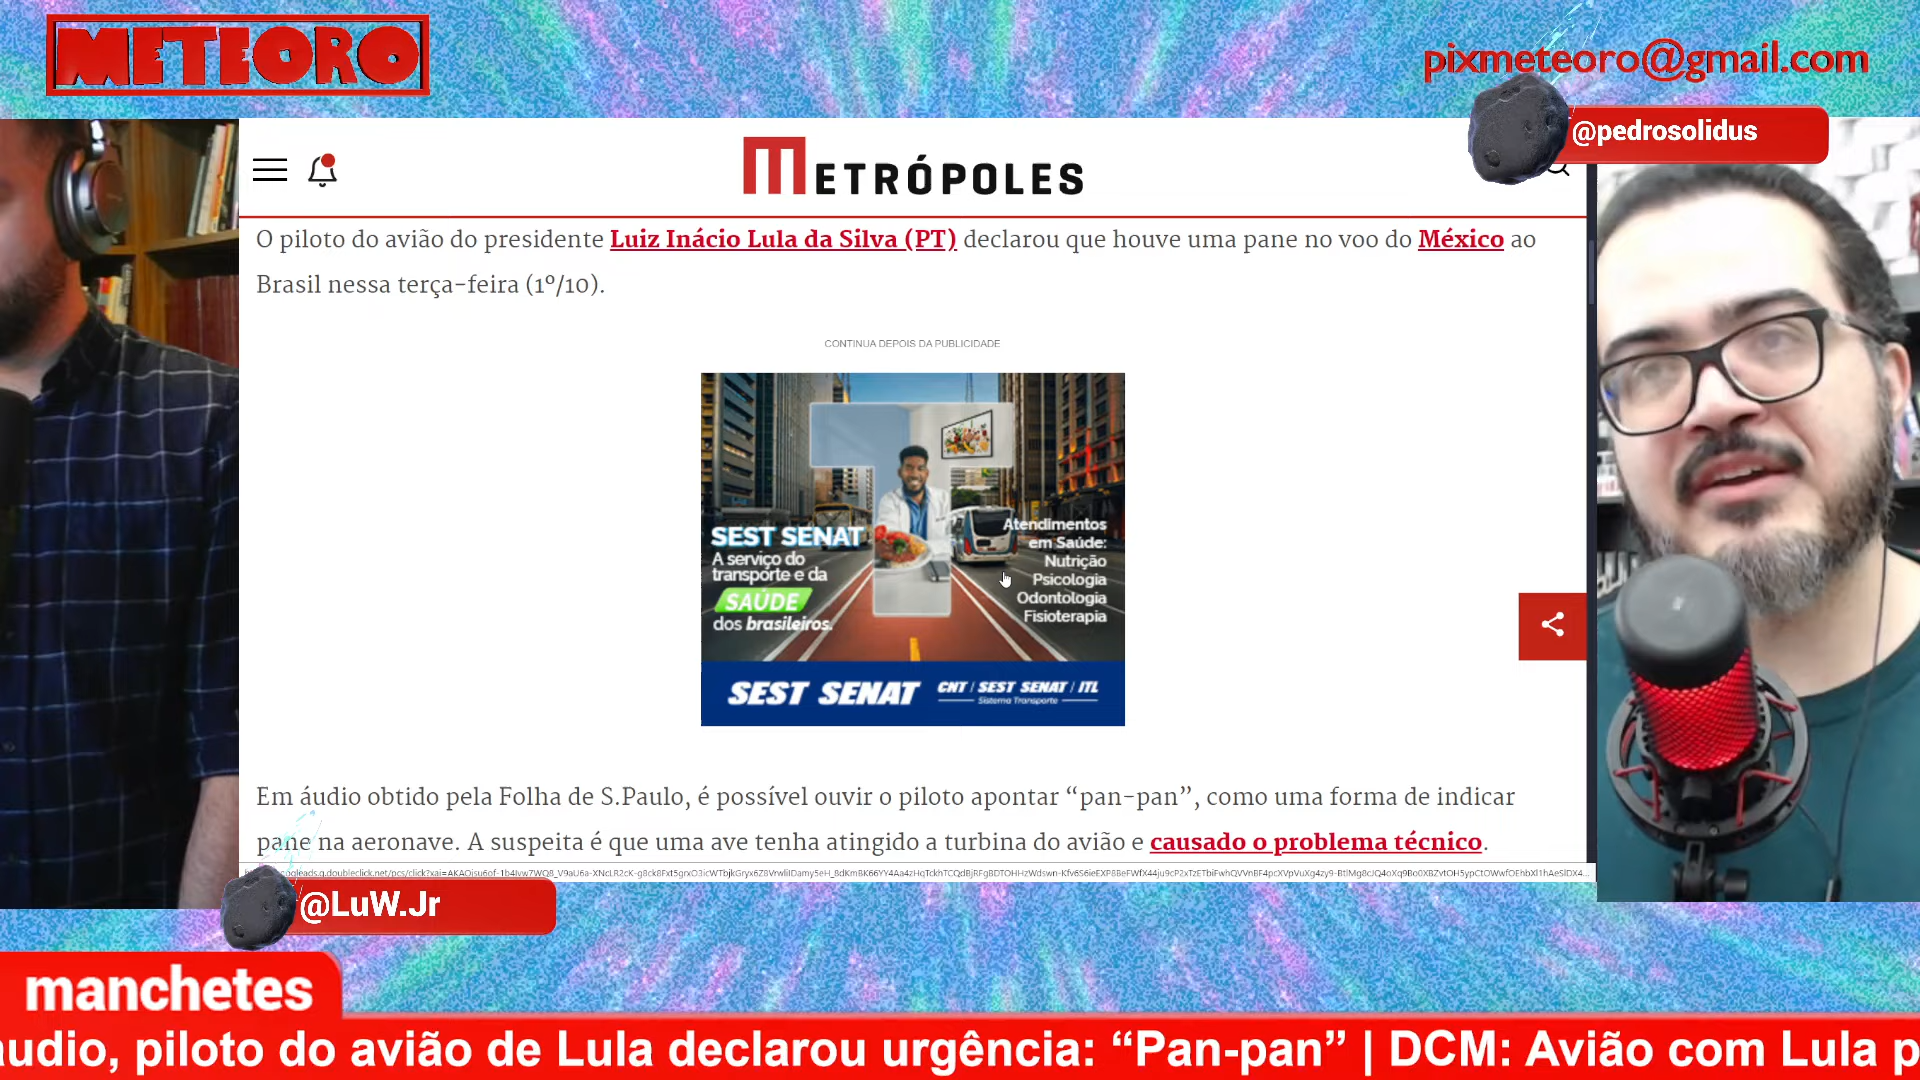 METEORO
pixmeteoro@gmail.com
@pedrosolidus
METRÓPOLES
O piloto do avião do presidente Luiz Inácio Lula da Silva (PT) declarou que houve uma pane no voo do México ao
Brasil nessa terça-feira (1º/10).
CONTINUA DEPOIS DA PUBLICIDADE
SEST SENAT
A serviço do
transporte e da
SAÚDE
dos brasileiros.
Atendimentos
em Saúde:
Nutrição
Psicologia
Odontologia
Fisioterapia
SEST SENAT
CNT / SEST SENAT / ITL
Sistema Transporte
Em áudio obtido pela Folha de S.Paulo, é possível ouvir o piloto apontar “pan-pan”, como uma forma de indicar
pane na aeronave. A suspeita é que uma ave tenha atingido a turbina do avião e causado o problema técnico.
@LuW.Jr
manchetes
audio, piloto do avião de Lula declarou urgência: “Pan-pan” | DCM: Avião com Lula p